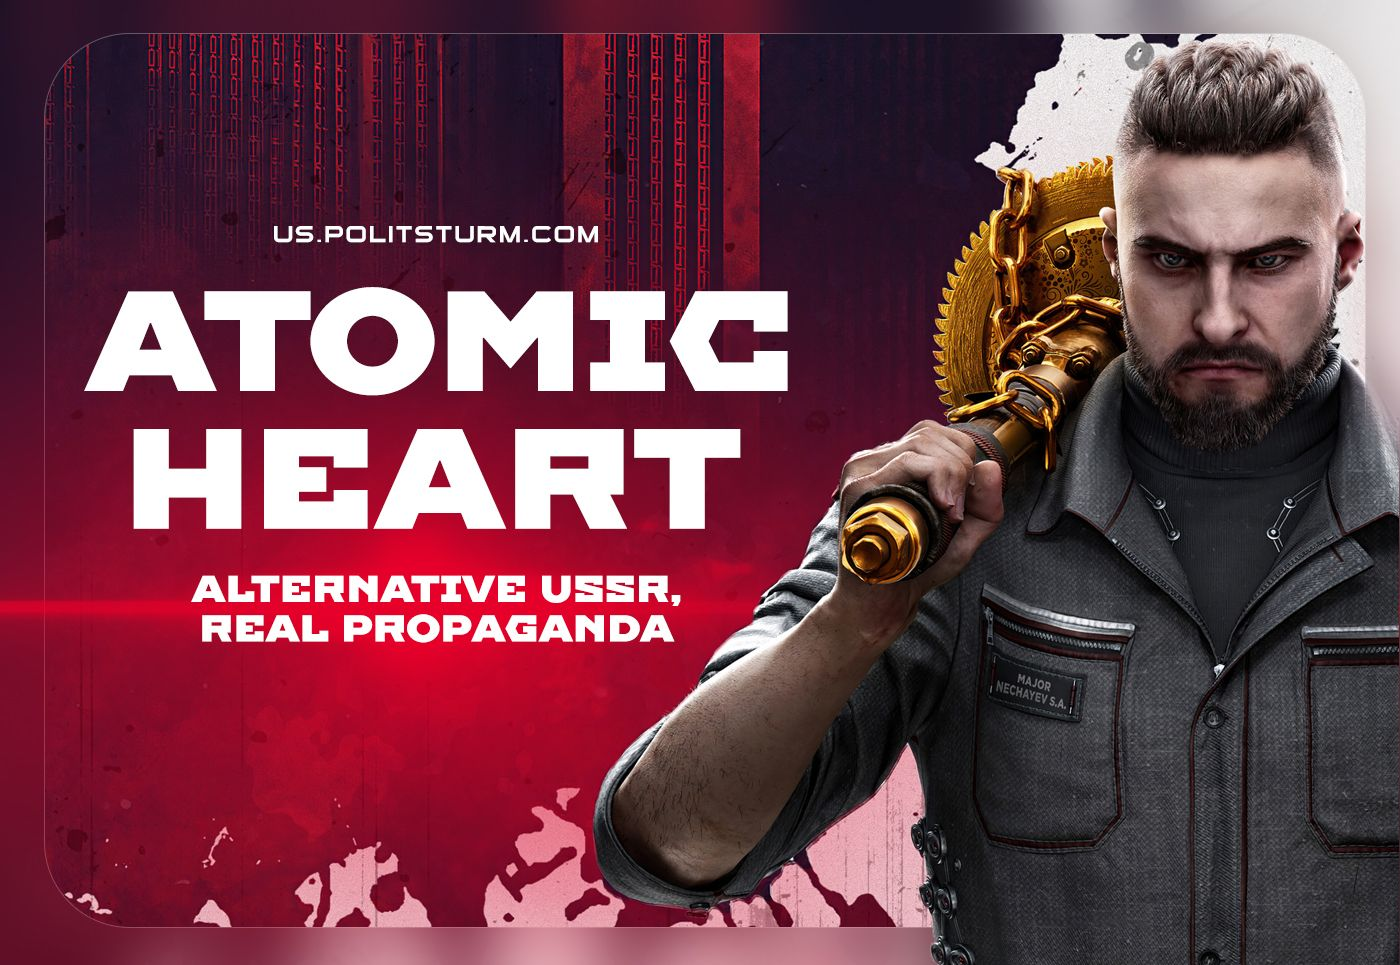 US.POLITSTURM.COM
ATOMIC
HEART
ALTERNATIVE USSR,
REAL PROPAGANDA
MAJOR
NECHAYEV S.A.